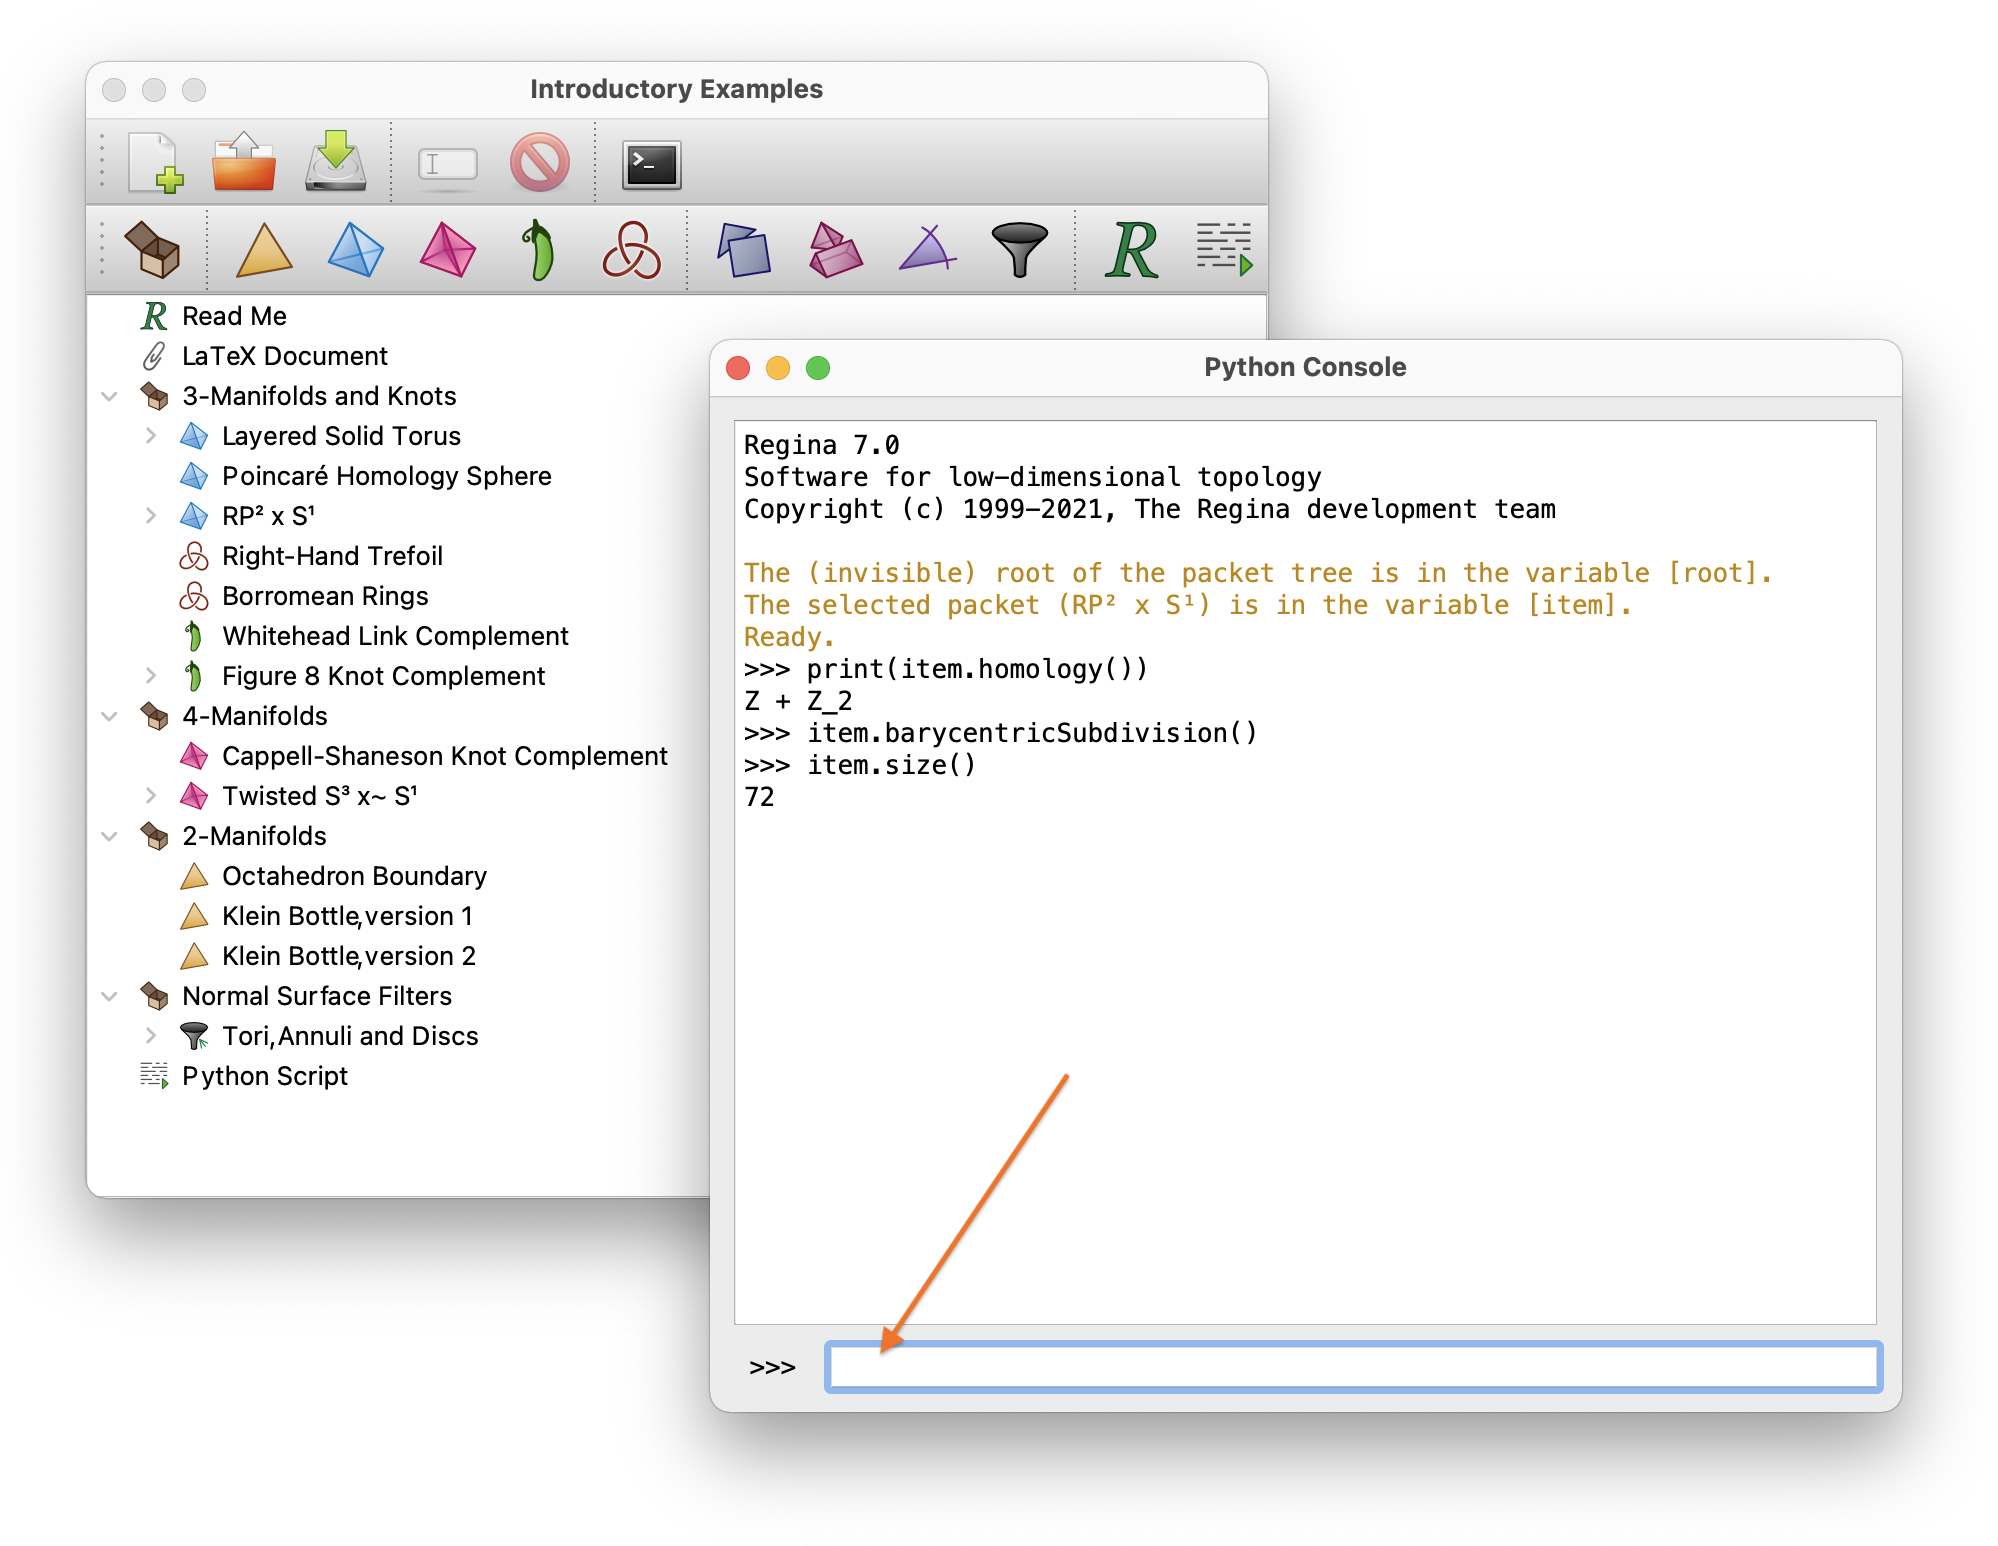 Introductory Examples
Read Me
LaTeX Document
3-Manifolds and Knots
Layered Solid Torus
Poincaré Homology Sphere
RP² x S¹
Right-Hand Trefoil
Borromean Rings
Whitehead Link Complement
Figure 8 Knot Complement
4-Manifolds
Cappell-Shaneson Knot Complement
Twisted S³ x~ S¹
2-Manifolds
Octahedron Boundary
Klein Bottle, version 1
Klein Bottle, version 2
Normal Surface Filters
Tori, Annuli and Discs
Python Script
Python Console
Regina 7.0
Software for low-dimensional topology
Copyright (c) 1999-2021, The Regina development team
The (invisible) root of the packet tree is in the variable [root].
The selected packet (RP² x S¹) is in the variable [item].
Ready.
>>> print(item.homology())
Z + Z_2
>>> item.barycentricSubdivision()
>>> item.size()
72
>>>